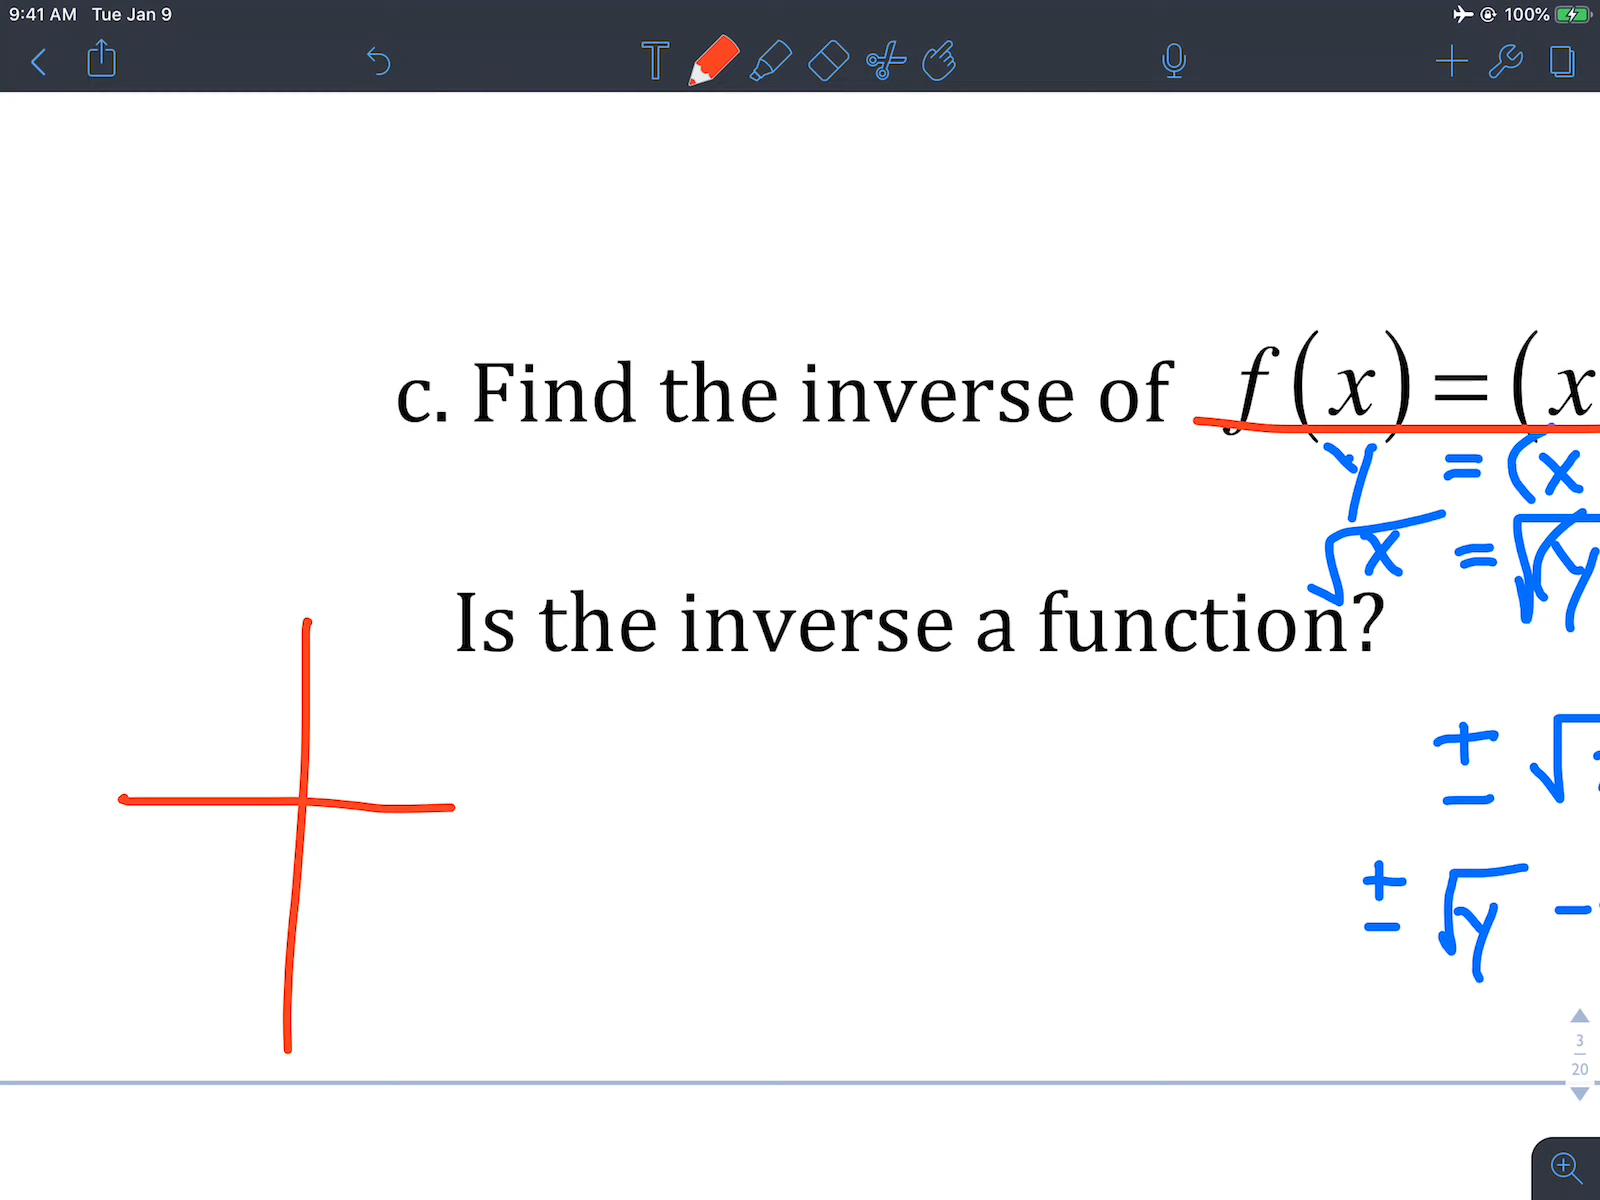 9:41 AM Tue Jan 9 100%
T
c. Find the inverse of f(x)=(x
y = (x
√x = √(y
Is the inverse a function?
± √
± √y -
3
20